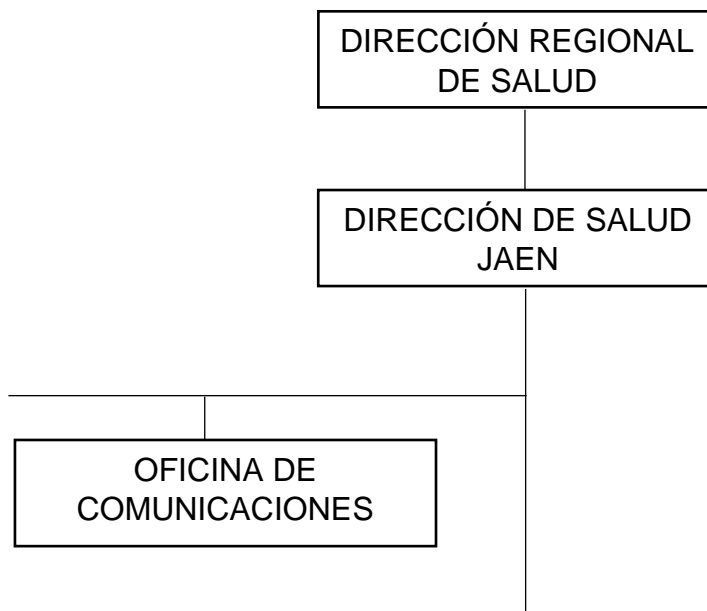 DIRECCIÓN REGIONAL
DE SALUD
DIRECCIÓN DE SALUD
JAEN
OFICINA DE
COMUNICACIONES